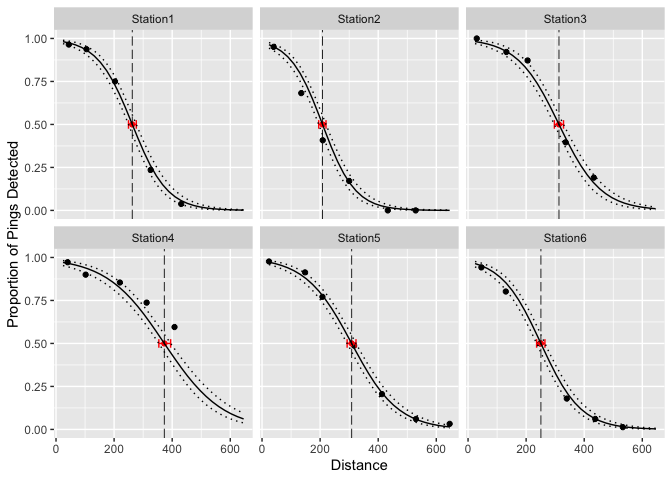 Station1 Station2 Station3
1.00
0.75
0.50
0.25
0.00
Station4 Station5 Station6
1.00
0.75
0.50
0.25
0.00
0 200 400 600 0 200 400 600 0 200 400 600
Distance
Proportion of Pings Detected